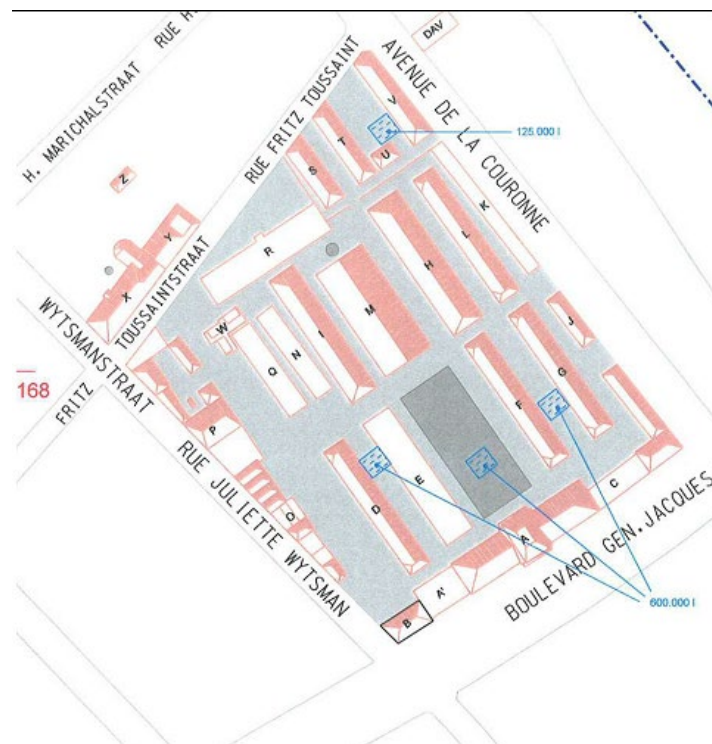 DAV
AVENUE DE LA COURONNE
H. MARICHALSTRAAT
RUE H
RUE FRITZ TOUSSAINT
V
125.000 l
T
U
S
Z
K
L
R
Y
H
X
TOUSSAINTSTRAAT
FRITZ
M
WYTSMANSTRAAT
W
I
J
N
Q
G
168
F
P
RUE JULIETTE WYTSMAN
E
C
D
O
A
BOULEVARD GEN.JACQUES
A'
600.000 l
B